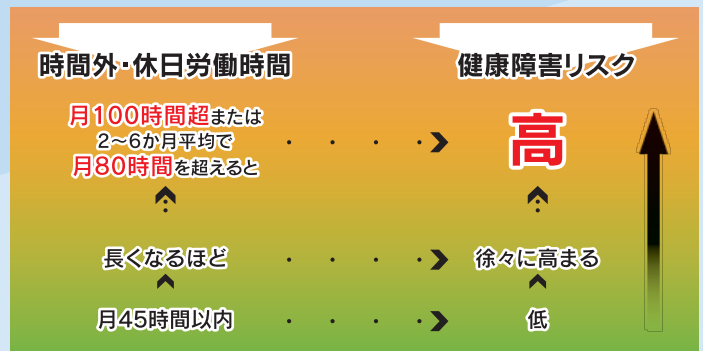 時間外・休日労働時間
健康障害リスク
月100時間超または
2〜6か月平均で
月80時間を超えると
高
長くなるほど
徐々に高まる
月45時間以内
低